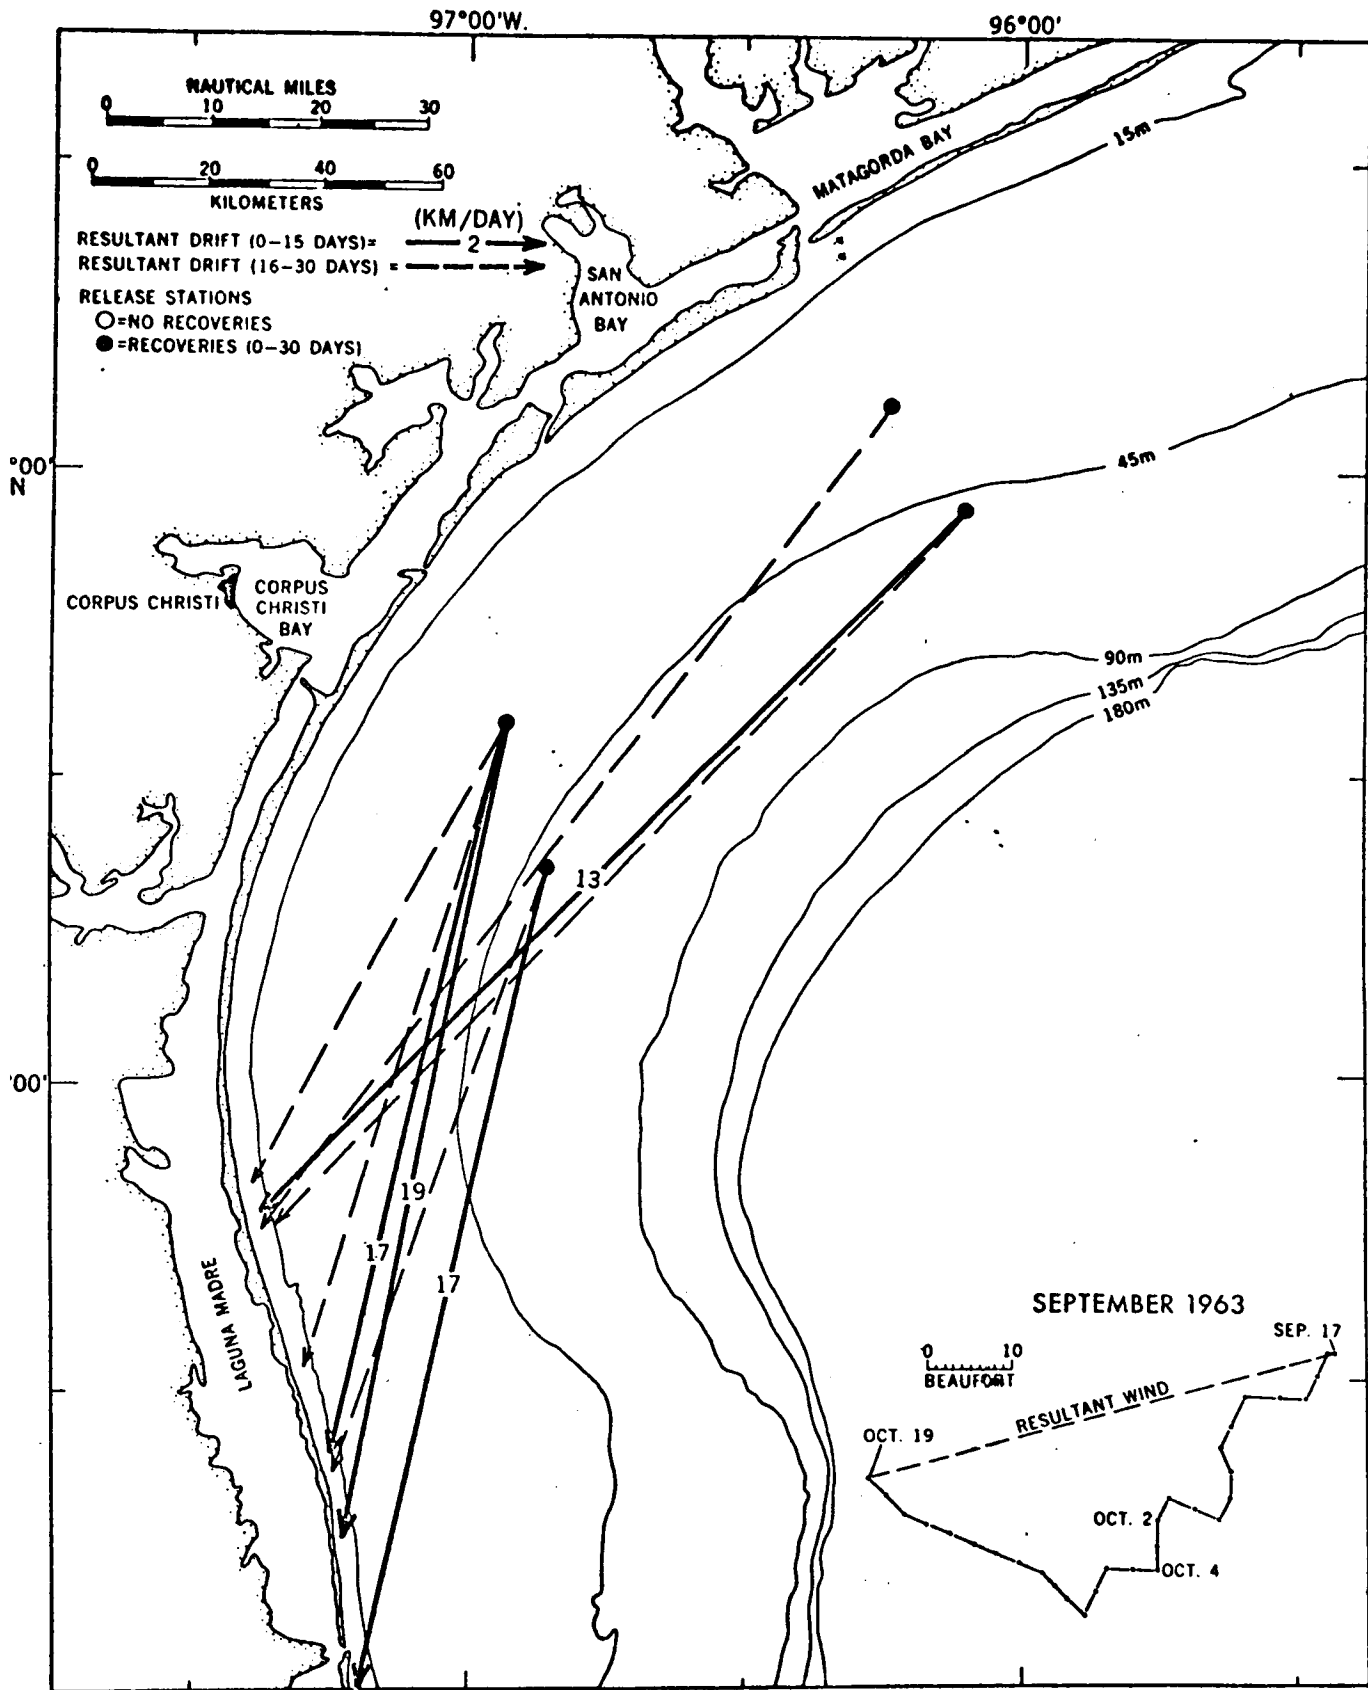 97°00'W.
96°00'
NAUTICAL MILES
0 10 20 30
0 20 40 60
KILOMETERS
(KM/DAY)
RESULTANT DRIFT (0-15 DAYS)= 2
RESULTANT DRIFT (16-30 DAYS) =
RELEASE STATIONS
O=NO RECOVERIES
●=RECOVERIES (0-30 DAYS)
MATAGORDA BAY
15m
SAN
ANTONIO
BAY
°00'
N
45m
CORPUS CHRISTI
CORPUS
CHRISTI
BAY
90m
135m
180m
13
°00'
19
17
17
LAGUNA MADRE
SEPTEMBER 1963
0 10
BEAUFORT
SEP. 17
RESULTANT WIND
OCT. 19
OCT. 2
OCT. 4